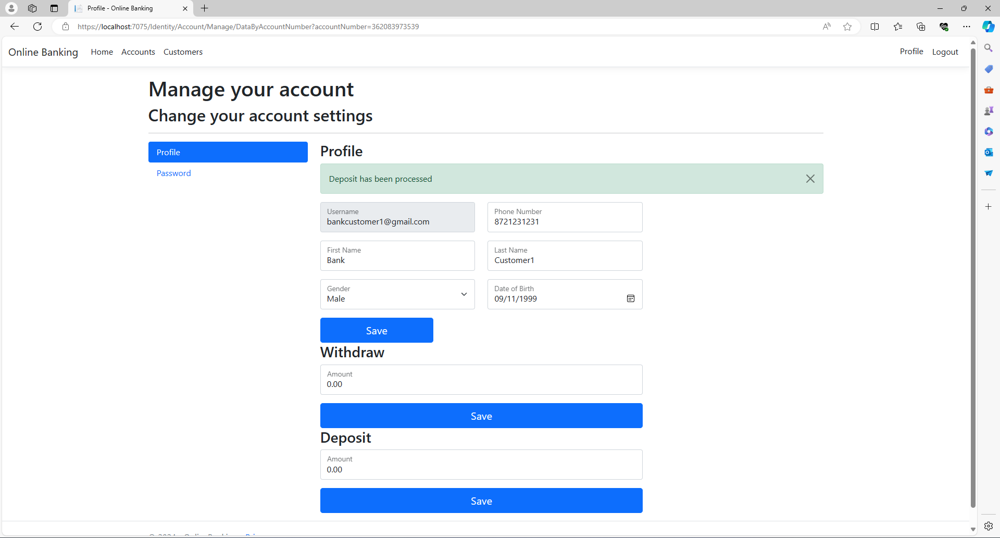 Profile - Online Banking
https://localhost:7075/Identity/Account/Manage/DataByAccountNumber?accountNumber=362083973539
Online Banking Home Accounts Customers Profile Logout
Manage your account
Change your account settings
Profile
Password
Profile
Deposit has been processed
Username
bankcustomer1@gmail.com
Phone Number
8721231231
First Name
Bank
Last Name
Customer1
Gender
Male
Date of Birth
09/11/1999
Save
Withdraw
Amount
0.00
Save
Deposit
Amount
0.00
Save